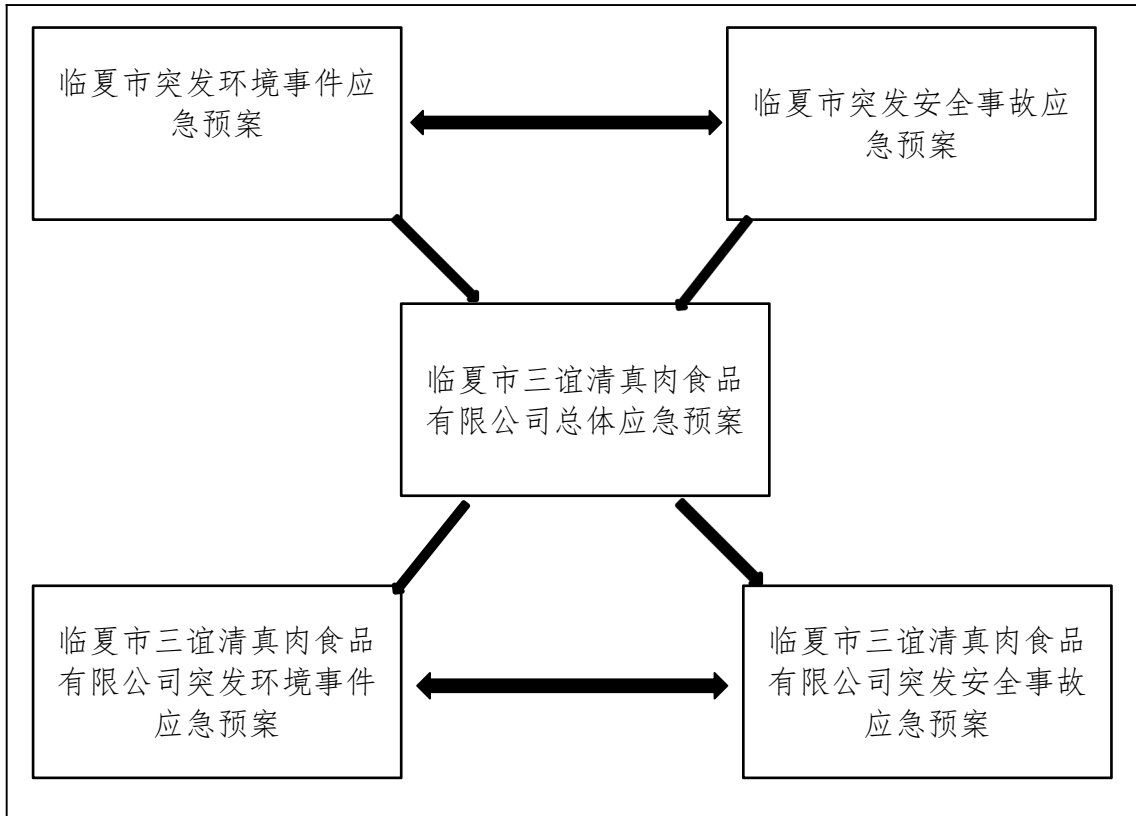 临夏市突发环境事件应
急预案
临夏市突发安全事故应
急预案
临夏市三谊清真肉食品
有限公司总体应急预案
临夏市三谊清真肉食品
有限公司突发环境事件
应急预案
临夏市三谊清真肉食品
有限公司突发安全事故
应急预案